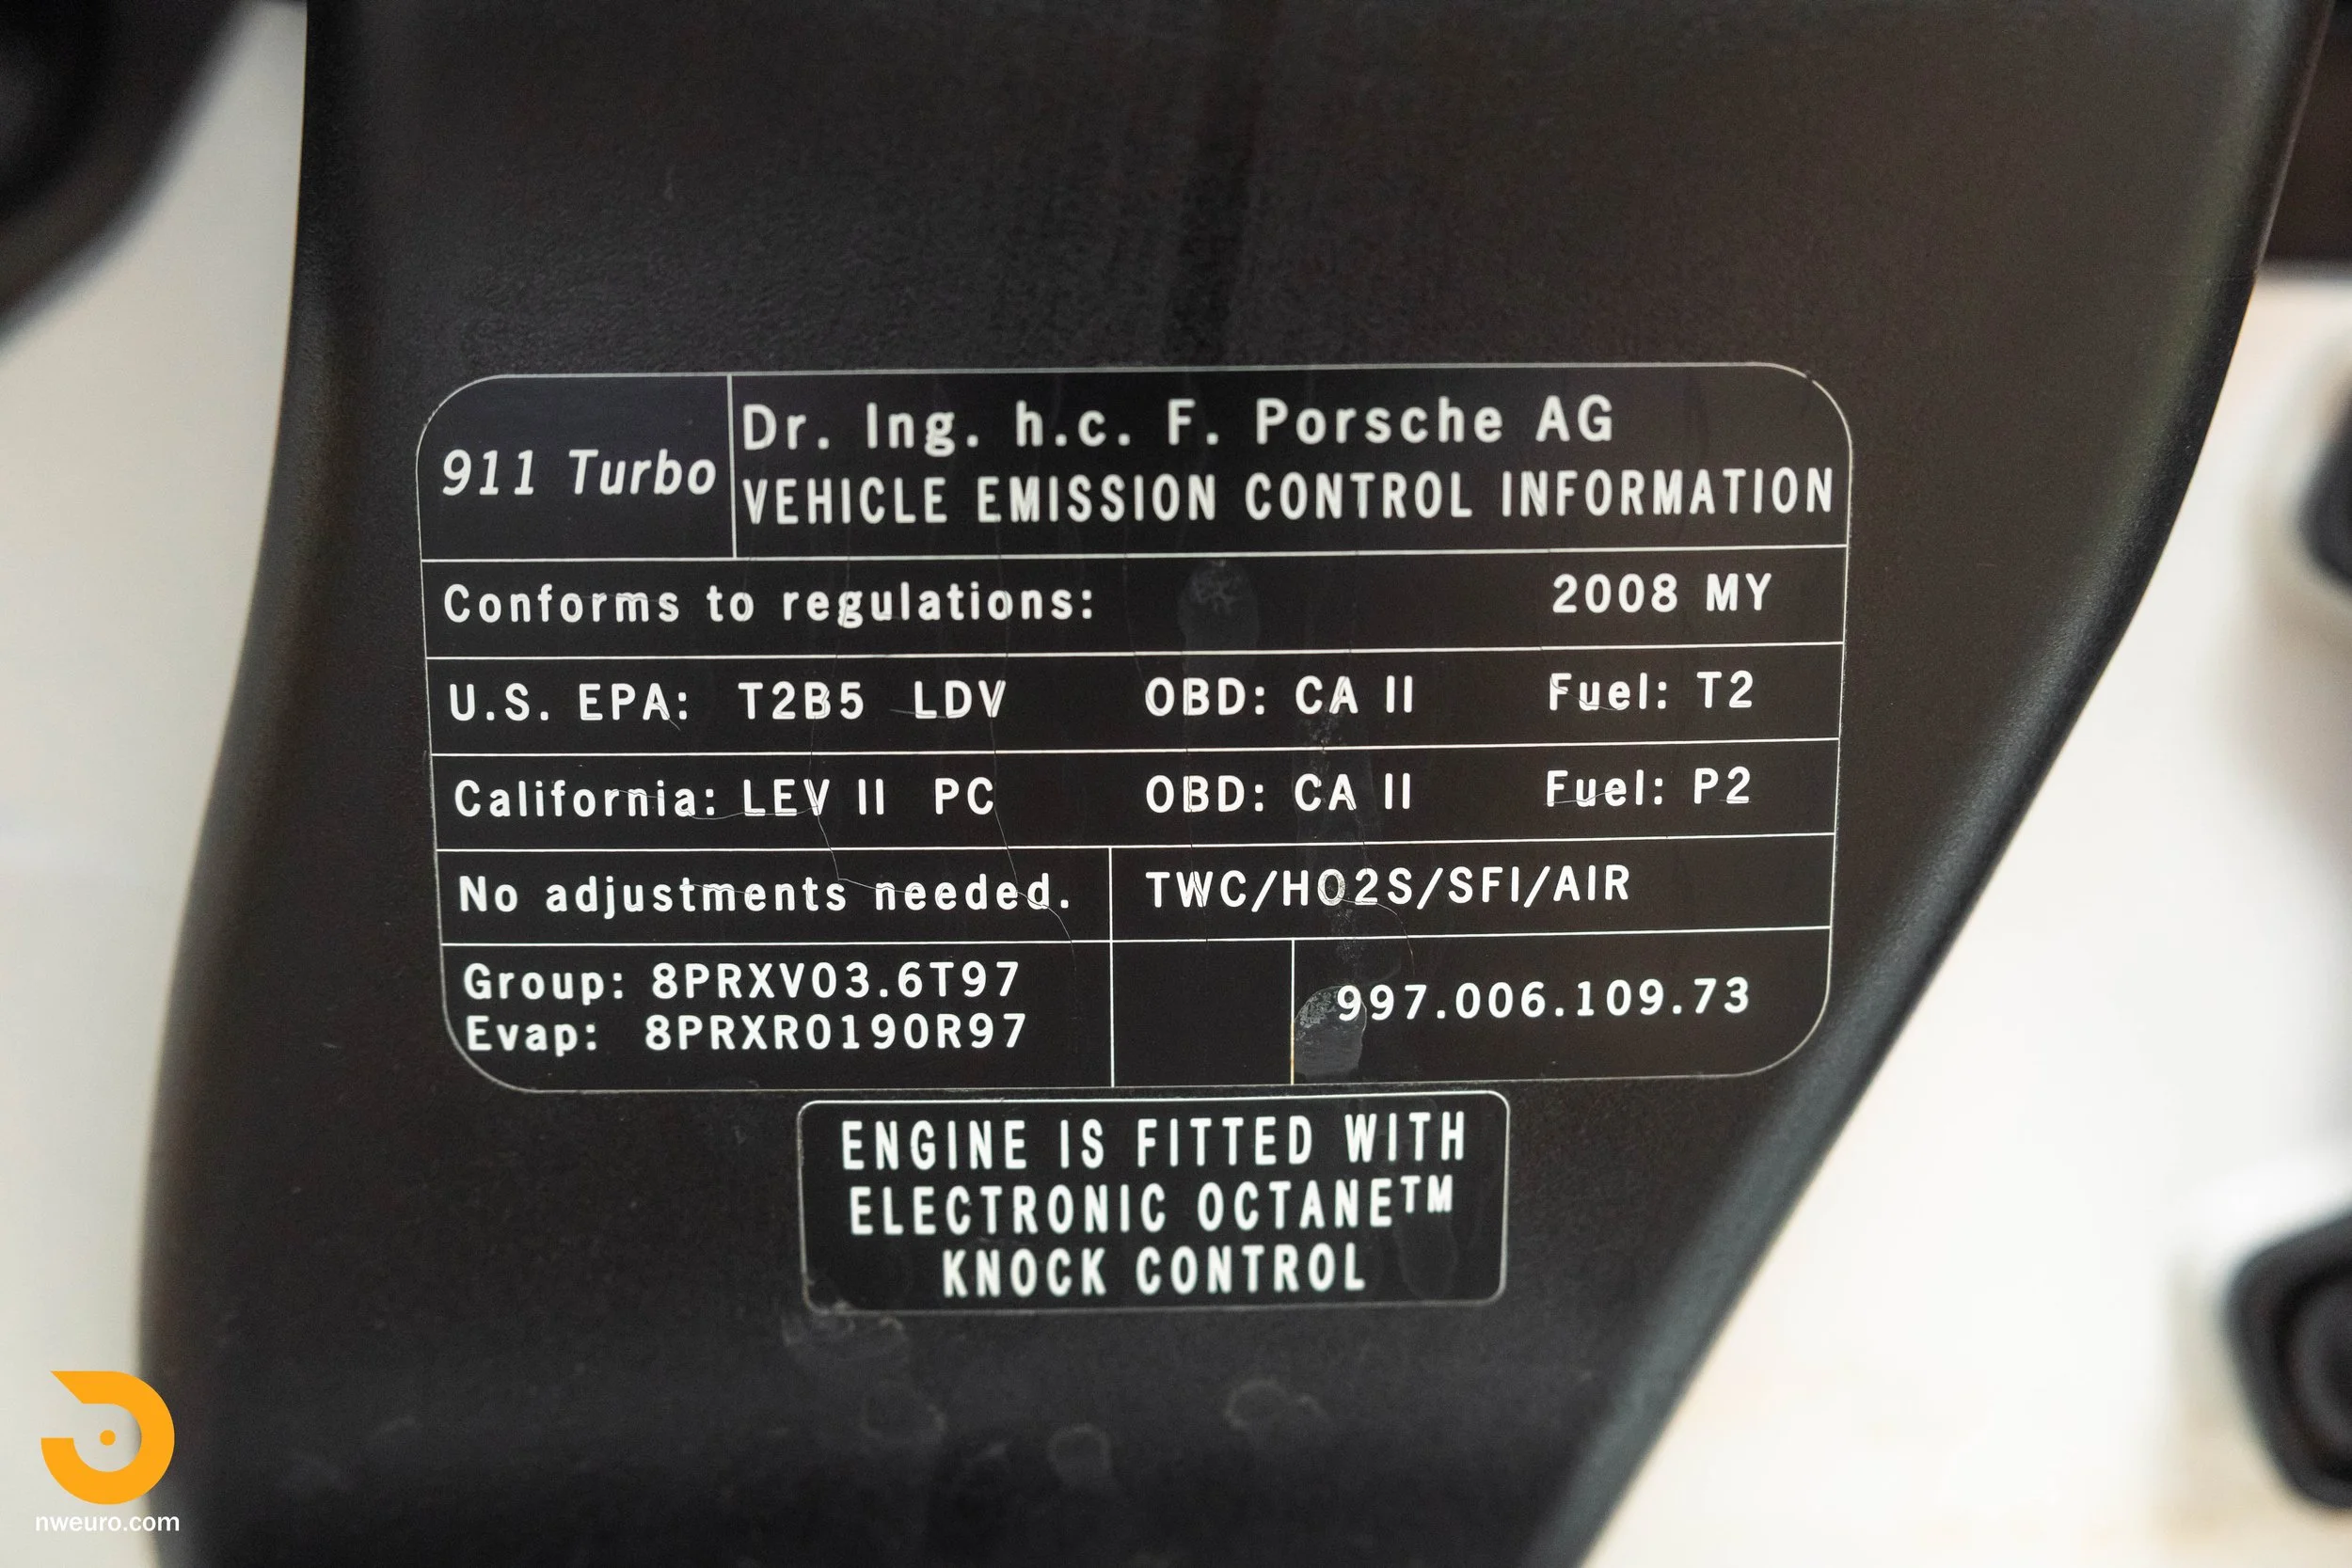 911 Turbo
Dr. Ing. h.c. F. Porsche AG
VEHICLE EMISSION CONTROL INFORMATION
Conforms to regulations: 2008 MY
U.S. EPA: T2B5 LDV OBD: CA II Fuel: T2
California: LEV II PC OBD: CA II Fuel: P2
No adjustments needed. TWC/HO2S/SFI/AIR
Group: 8PRXV03.6T97
Evap: 8PRXR0190R97
997.006.109.73
ENGINE IS FITTED WITH
ELECTRONIC OCTANE™
KNOCK CONTROL
nweuro.com